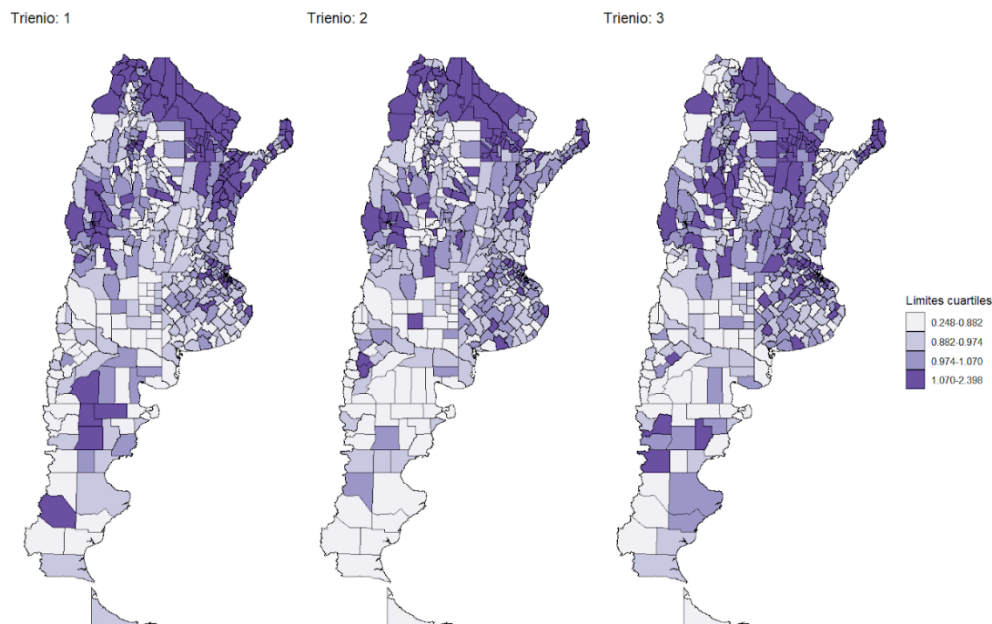 Trienio: 1
Trienio: 2
Trienio: 3
Límites cuartiles
0.248-0.882
0.882-0.974
0.974-1.070
1.070-2.398